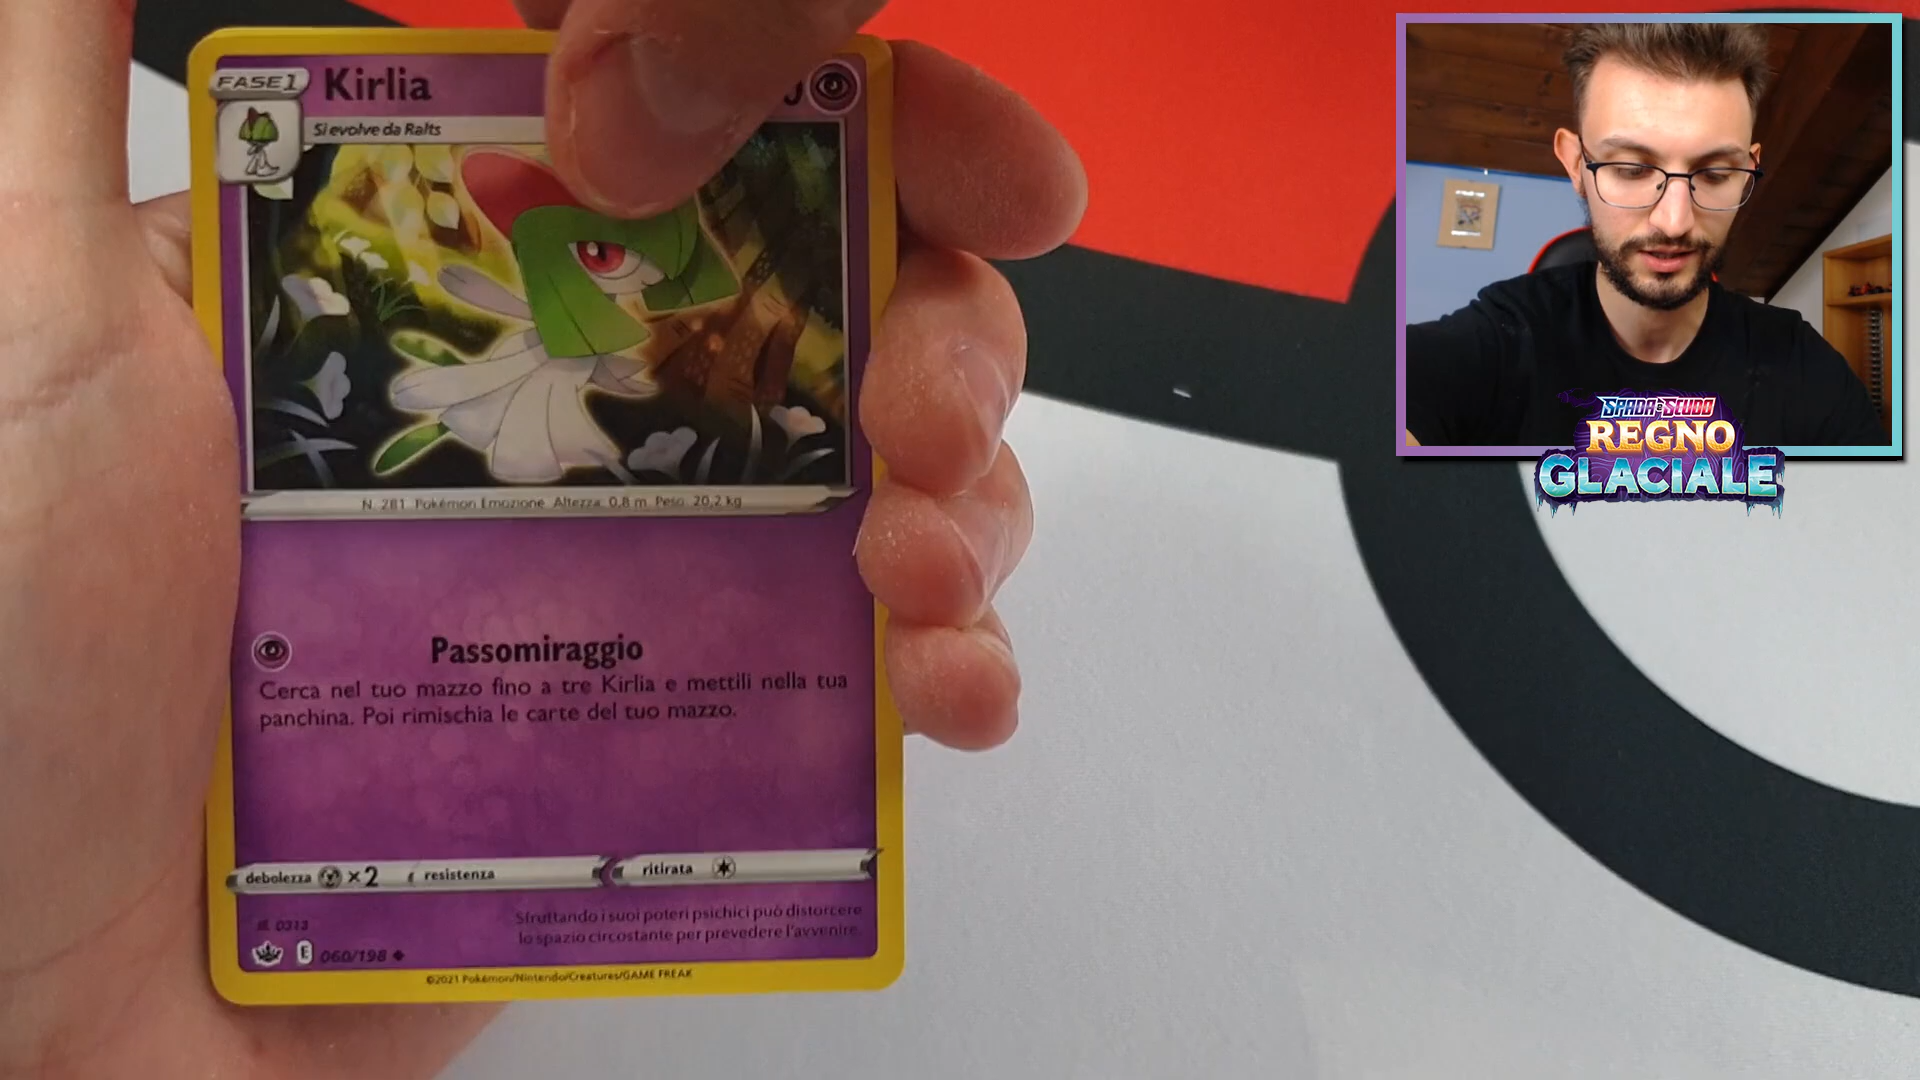 FASE 1 Kirlia
Si evolve da Ralts
N. 281 Pokémon Emozione Altezza: 0,8 m Peso: 20,2 kg
Passomiraggio
Cerca nel tuo mazzo fino a tre Kirlia e mettili nella tua
panchina. Poi rimischia le carte del tuo mazzo.
debolezza ×2 resistenza ritirata
Sfruttando i suoi poteri psichici può distorcere
lo spazio circostante per prevedere l'avvenire.
Ill. 0313
E 060/198
©2021 Pokémon/Nintendo/Creatures/GAME FREAK
SPADA E SCUDO
REGNO
GLACIALE